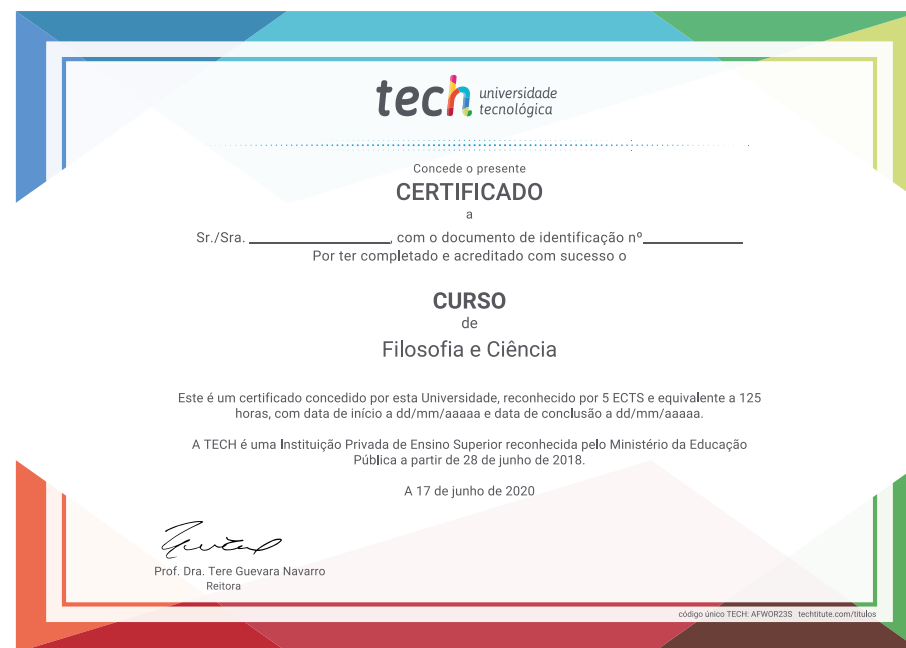 tech universidade
tecnológica
Concede o presente
CERTIFICADO
a
Sr./Sra. ____________________, com o documento de identificação nº______________
Por ter completado e acreditado com sucesso o
CURSO
de
Filosofia e Ciência
Este é um certificado concedido por esta Universidade, reconhecido por 5 ECTS e equivalente a 125
horas, com data de início a dd/mm/aaaaa e data de conclusão a dd/mm/aaaaa.
A TECH é uma Instituição Privada de Ensino Superior reconhecida pelo Ministério da Educação
Pública a partir de 28 de junho de 2018.
A 17 de junho de 2020
Prof. Dra. Tere Guevara Navarro
Reitora
código único TECH: AFWOR23S techtitute.com/titulos